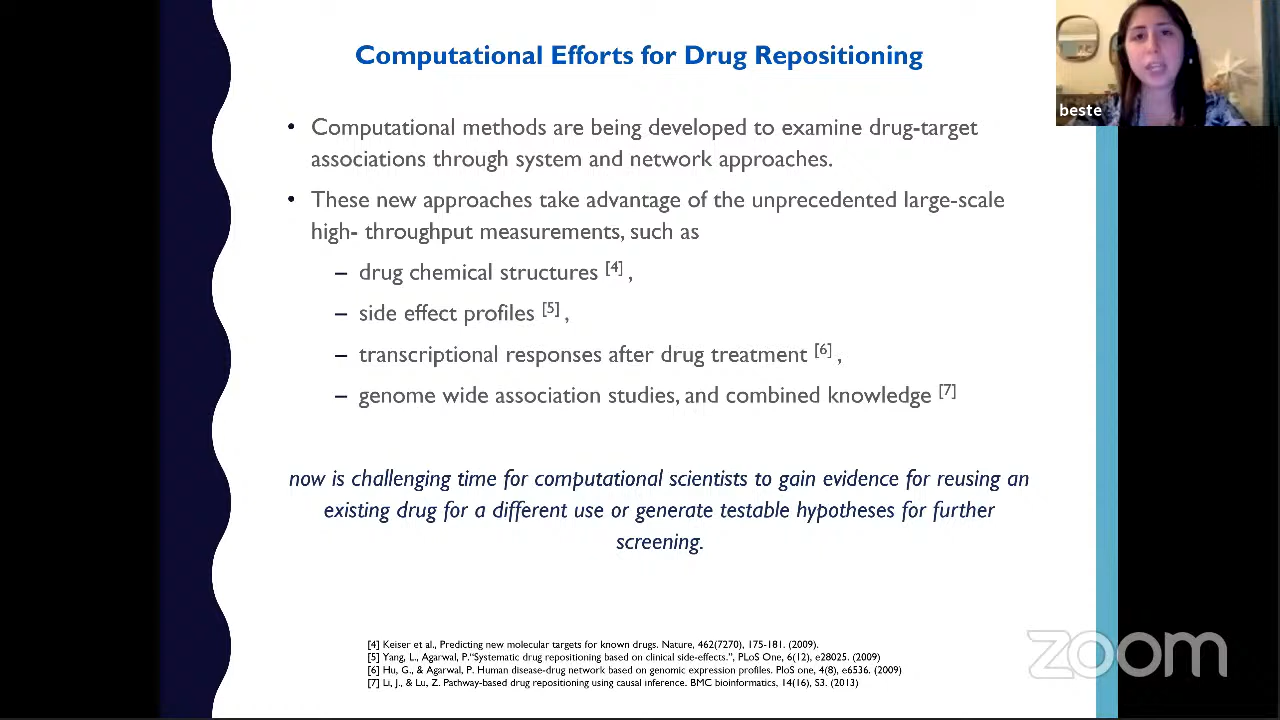 Computational Efforts for Drug Repositioning
beste
• Computational methods are being developed to examine drug-target
associations through system and network approaches.
• These new approaches take advantage of the unprecedented large-scale
high- throughput measurements, such as
– drug chemical structures [4] ,
– side effect profiles [5] ,
– transcriptional responses after drug treatment [6] ,
– genome wide association studies, and combined knowledge [7]
now is challenging time for computational scientists to gain evidence for reusing an
existing drug for a different use or generate testable hypotheses for further
screening.
[4] Keiser et al., Predicting new molecular targets for known drugs. Nature, 462(7270), 175-181. (2009).
[5] Yang, L., Agarwal, P."Systematic drug repositioning based on clinical side-effects.", PLoS One, 6(12), e28025. (2009)
[6] Hu, G., & Agarwal, P. Human disease-drug network based on genomic expression profiles. PloS one, 4(8), e6536. (2009)
[7] Li, J., & Lu, Z. Pathway-based drug repositioning using causal inference. BMC bioinformatics, 14(16), S3. (2013)
zoom